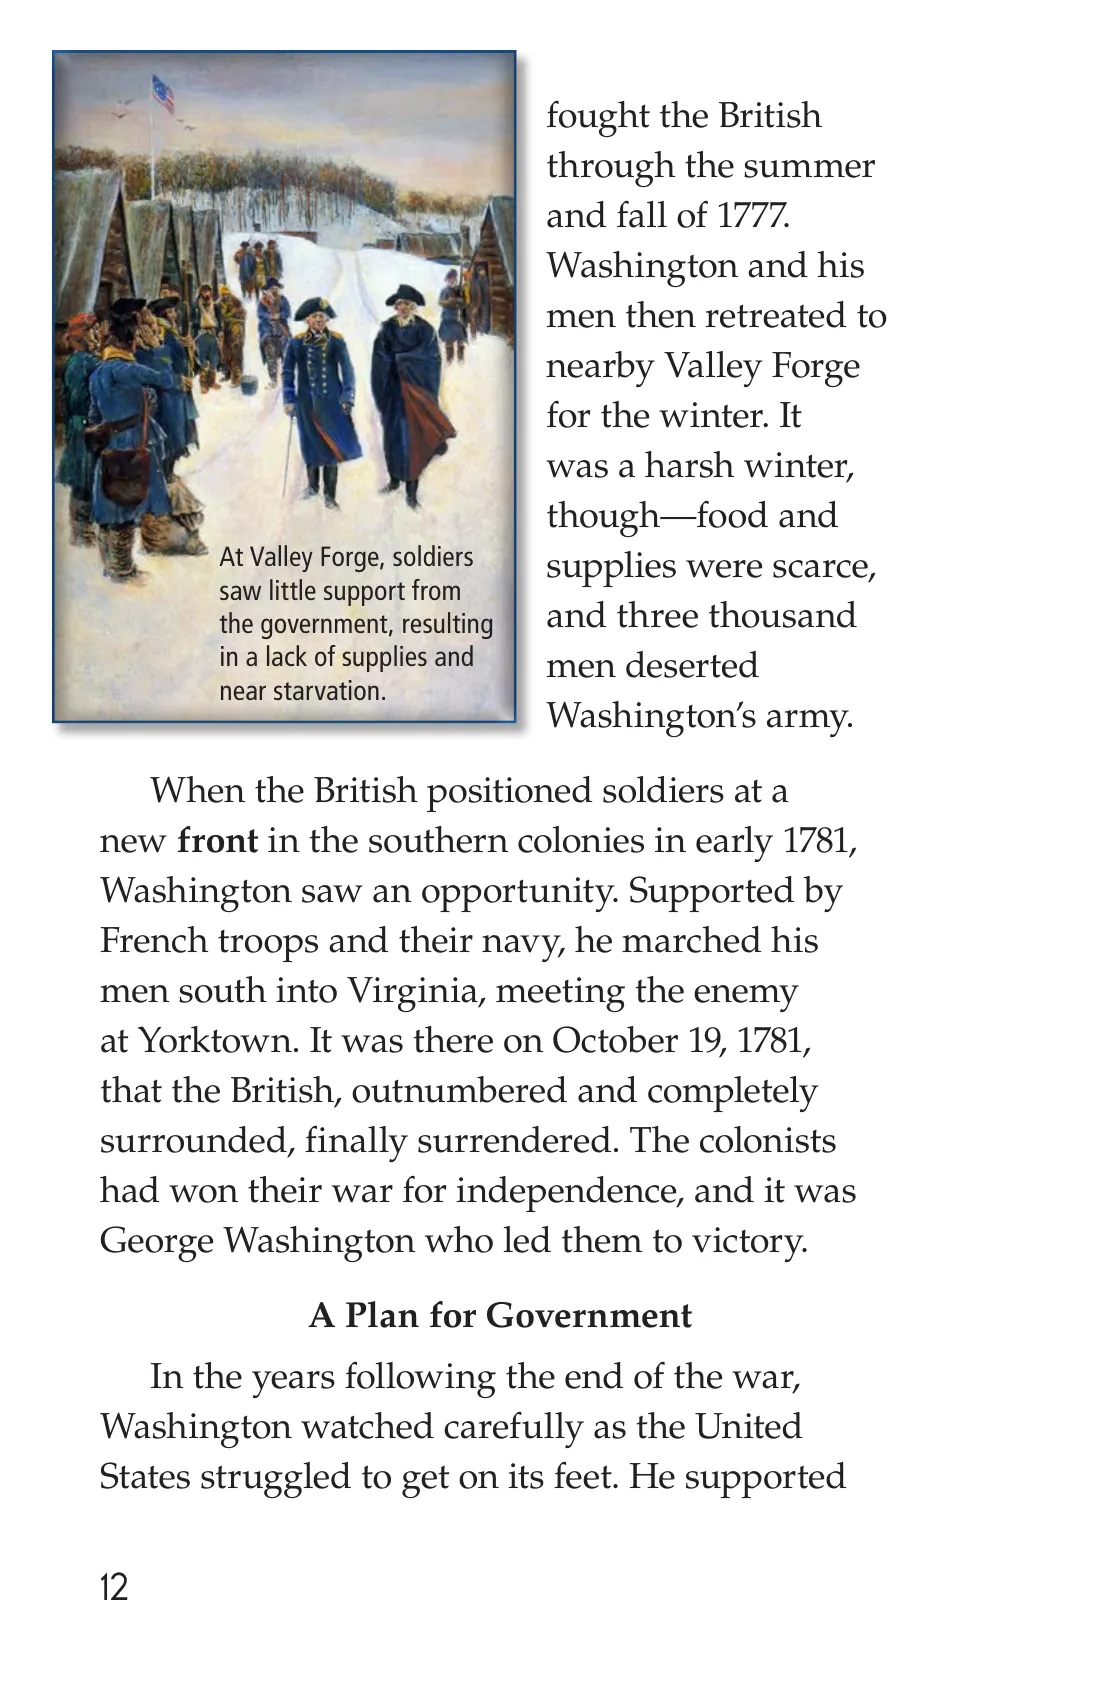 fought the British
through the summer
and fall of 1777.
Washington and his
men then retreated to
nearby Valley Forge
for the winter. It
was a harsh winter,
though—food and
supplies were scarce,
and three thousand
men deserted
Washington’s army.
At Valley Forge, soldiers
saw little support from
the government, resulting
in a lack of supplies and
near starvation.
When the British positioned soldiers at a
new front in the southern colonies in early 1781,
Washington saw an opportunity. Supported by
French troops and their navy, he marched his
men south into Virginia, meeting the enemy
at Yorktown. It was there on October 19, 1781,
that the British, outnumbered and completely
surrounded, finally surrendered. The colonists
had won their war for independence, and it was
George Washington who led them to victory.
A Plan for Government
In the years following the end of the war,
Washington watched carefully as the United
States struggled to get on its feet. He supported
12